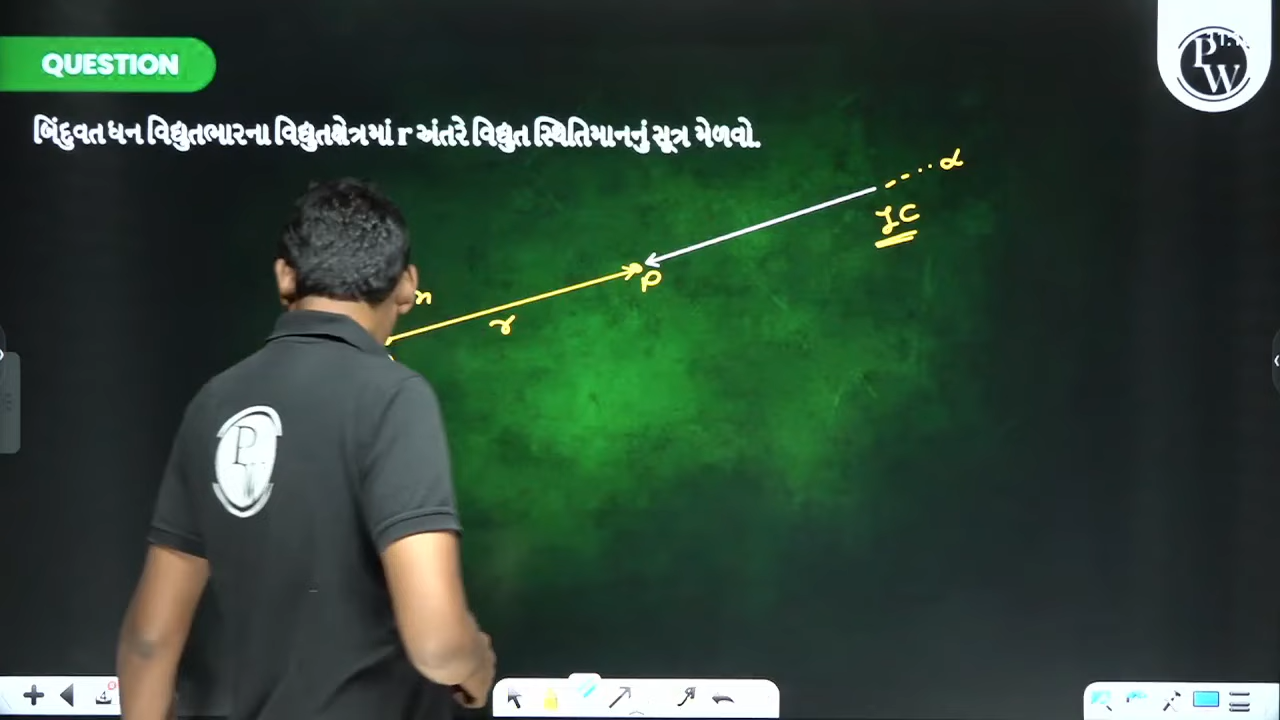 QUESTION
PW
બિંદુવત ધન વિદ્યુતભારના વિદ્યુતક્ષેત્રમાં r અંતરે વિદ્યુત સ્થિતિમાનનું સૂત્ર મેળવો.
α
1C
P
r